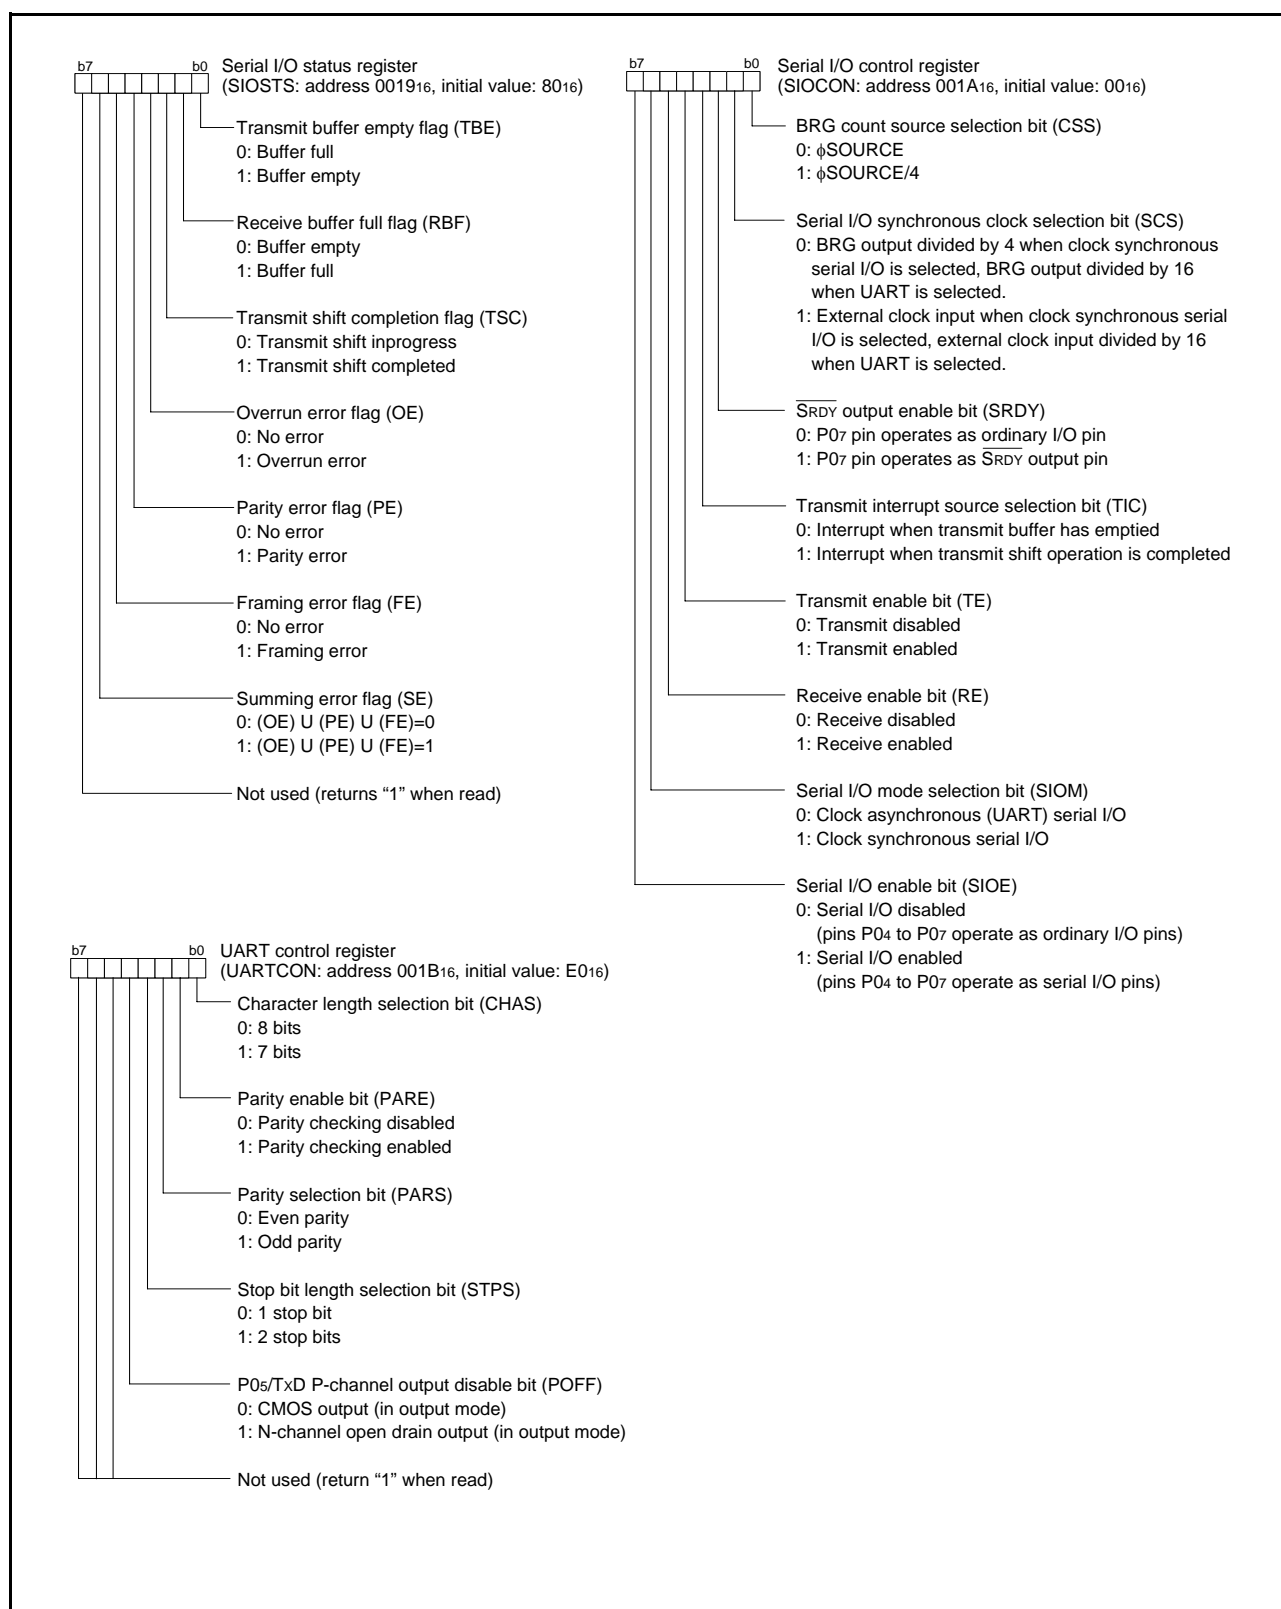 b7 b0 Serial I/O status register
(SIOSTS: address 001916, initial value: 8016)
Transmit buffer empty flag (TBE)
0: Buffer full
1: Buffer empty
Receive buffer full flag (RBF)
0: Buffer empty
1: Buffer full
Transmit shift completion flag (TSC)
0: Transmit shift inprogress
1: Transmit shift completed
Overrun error flag (OE)
0: No error
1: Overrun error
Parity error flag (PE)
0: No error
1: Parity error
Framing error flag (FE)
0: No error
1: Framing error
Summing error flag (SE)
0: (OE) U (PE) U (FE)=0
1: (OE) U (PE) U (FE)=1
Not used (returns “1” when read)
b7 b0 UART control register
(UARTCON: address 001B16, initial value: E016)
Character length selection bit (CHAS)
0: 8 bits
1: 7 bits
Parity enable bit (PARE)
0: Parity checking disabled
1: Parity checking enabled
Parity selection bit (PARS)
0: Even parity
1: Odd parity
Stop bit length selection bit (STPS)
0: 1 stop bit
1: 2 stop bits
P05/TXD P-channel output disable bit (POFF)
0: CMOS output (in output mode)
1: N-channel open drain output (in output mode)
Not used (return “1” when read)
b7 b0 Serial I/O control register
(SIOCON: address 001A16, initial value: 0016)
BRG count source selection bit (CSS)
0: ϕSOURCE
1: ϕSOURCE/4
Serial I/O synchronous clock selection bit (SCS)
0: BRG output divided by 4 when clock synchronous
serial I/O is selected, BRG output divided by 16
when UART is selected.
1: External clock input when clock synchronous serial
I/O is selected, external clock input divided by 16
when UART is selected.
SRDY output enable bit (SRDY)
0: P07 pin operates as ordinary I/O pin
1: P07 pin operates as SRDY output pin
Transmit interrupt source selection bit (TIC)
0: Interrupt when transmit buffer has emptied
1: Interrupt when transmit shift operation is completed
Transmit enable bit (TE)
0: Transmit disabled
1: Transmit enabled
Receive enable bit (RE)
0: Receive disabled
1: Receive enabled
Serial I/O mode selection bit (SIOM)
0: Clock asynchronous (UART) serial I/O
1: Clock synchronous serial I/O
Serial I/O enable bit (SIOE)
0: Serial I/O disabled
(pins P04 to P07 operate as ordinary I/O pins)
1: Serial I/O enabled
(pins P04 to P07 operate as serial I/O pins)